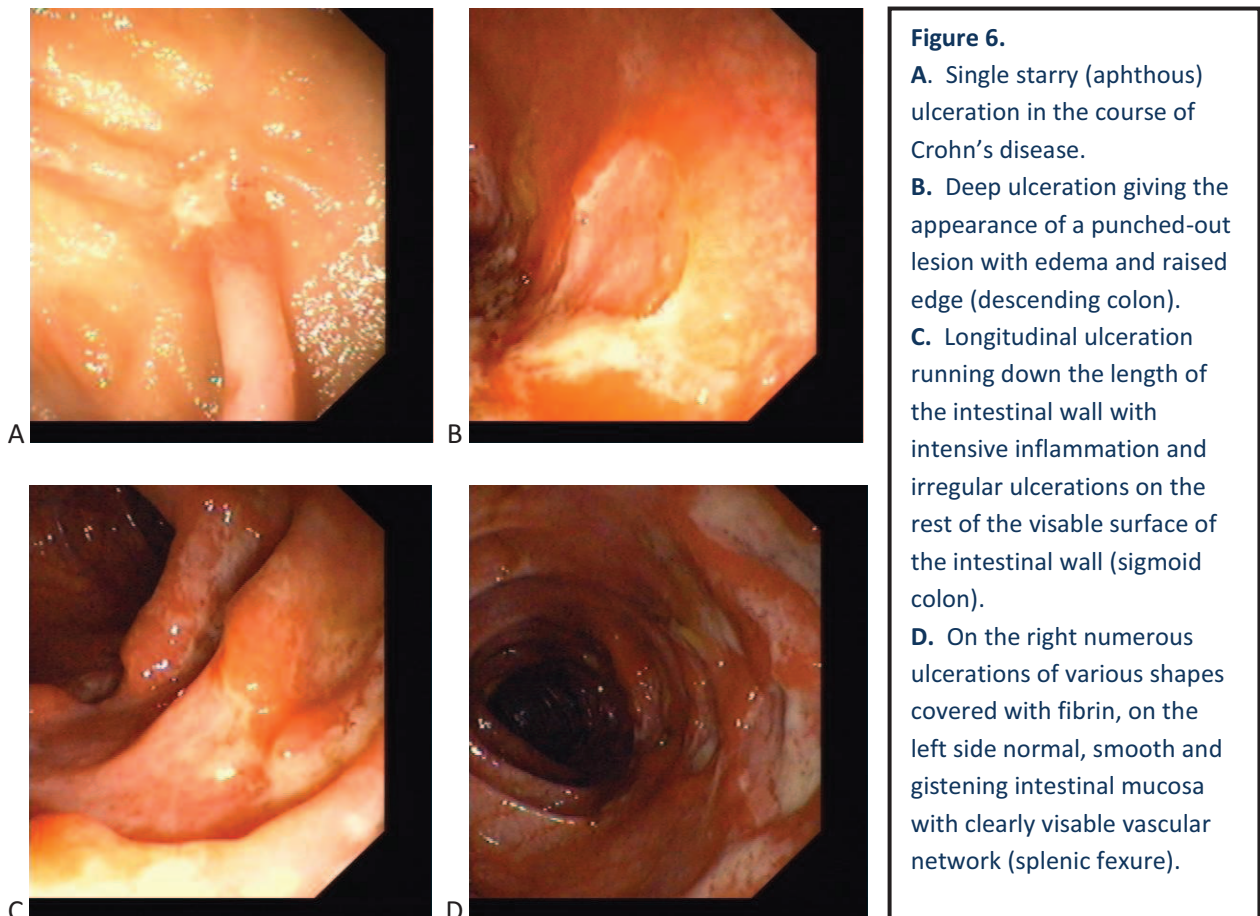 A
B
C
D
Figure 6.
A. Single starry (aphthous)
ulceration in the course of
Crohn’s disease.
B. Deep ulceration giving the
appearance of a punched-out
lesion with edema and raised
edge (descending colon).
C. Longitudinal ulceration
running down the length of
the intestinal wall with
intensive inflammation and
irregular ulcerations on the
rest of the visable surface of
the intestinal wall (sigmoid
colon).
D. On the right numerous
ulcerations of various shapes
covered with fibrin, on the
left side normal, smooth and
gistening intestinal mucosa
with clearly visable vascular
network (splenic fexure).